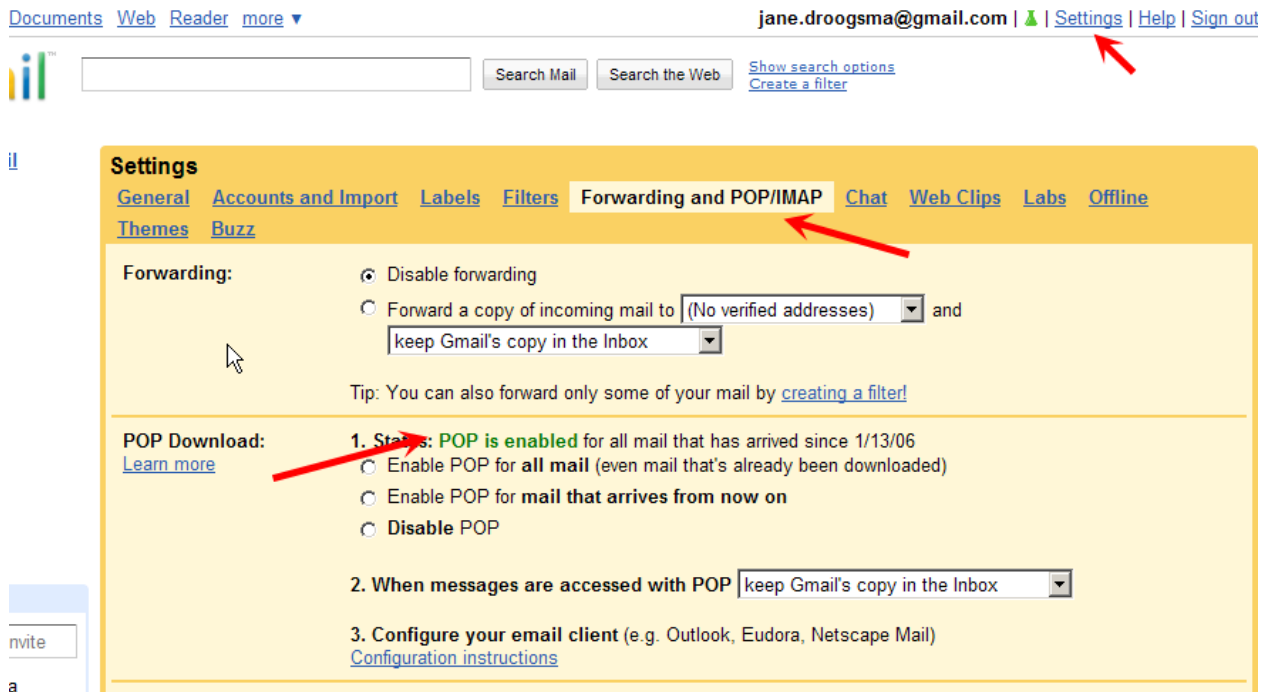 Documents Web Reader more ▼ jane.droogsma@gmail.com | | Settings | Help | Sign out
ail™ Search Mail Search the Web Show search options
Create a filter
il
Settings
General Accounts and Import Labels Filters Forwarding and POP/IMAP Chat Web Clips Labs Offline
Themes Buzz
Forwarding: Disable forwarding
Forward a copy of incoming mail to (No verified addresses) and
keep Gmail's copy in the Inbox
Tip: You can also forward only some of your mail by creating a filter!
POP Download: 1. Status: POP is enabled for all mail that has arrived since 1/13/06
Learn more Enable POP for all mail (even mail that's already been downloaded)
Enable POP for mail that arrives from now on
Disable POP
2. When messages are accessed with POP keep Gmail's copy in the Inbox
nvite 3. Configure your email client (e.g. Outlook, Eudora, Netscape Mail)
Configuration instructions
a